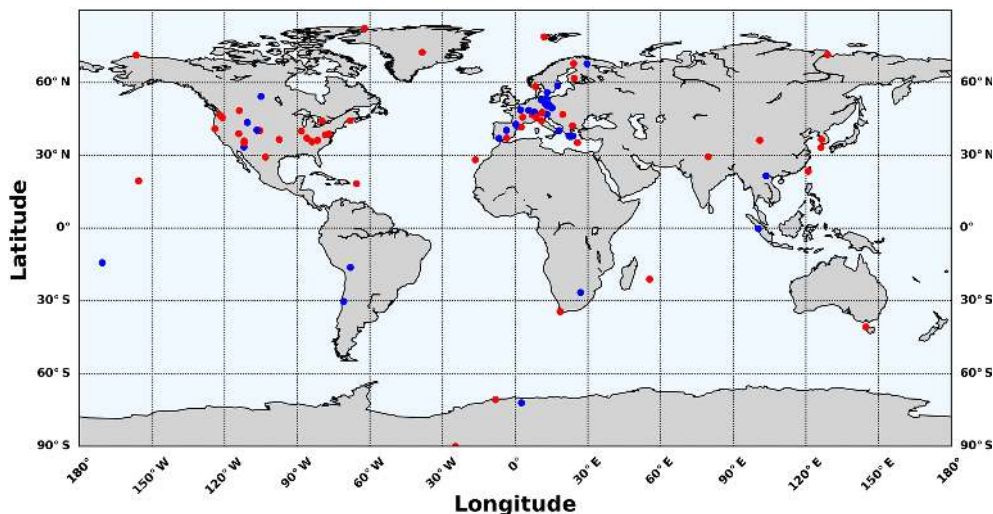 60° N
60° N
30° N
30° N
0°
0°
30° S
30° S
60° S
60° S
90° S
90° S
180°
150° W
120° W
90° W
60° W
30° W
0°
30° E
60° E
90° E
120° E
150° E
180°
Latitude
Longitude